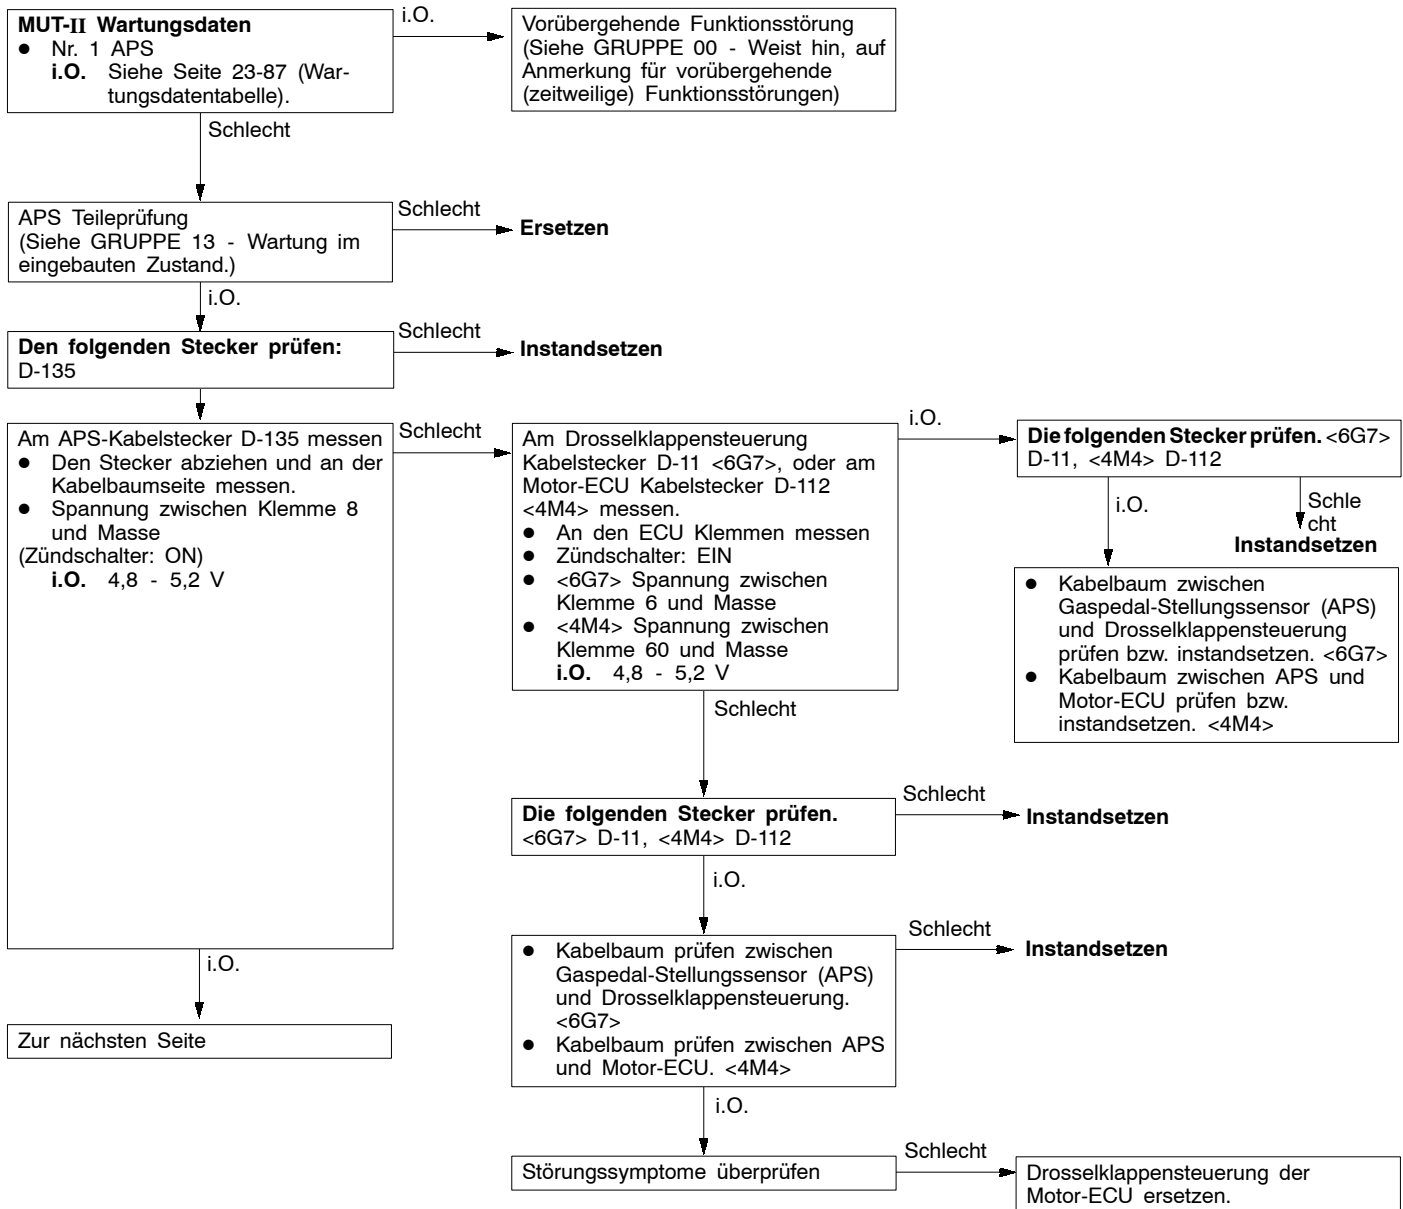 MUT-II Wartungsdaten
● Nr. 1 APS
i.O. Siehe Seite 23-87 (War-
tungsdatentabelle).
i.O.
Vorübergehende Funktionsstörung
(Siehe GRUPPE 00 - Weist hin, auf
Anmerkung für vorübergehende
(zeitweilige) Funktionsstörungen)
Schlecht
APS Teileprüfung
(Siehe GRUPPE 13 - Wartung im
eingebauten Zustand.)
Schlecht
Ersetzen
i.O.
Den folgenden Stecker prüfen:
D-135
Schlecht
Instandsetzen
Am APS-Kabelstecker D-135 messen
● Den Stecker abziehen und an der
Kabelbaumseite messen.
● Spannung zwischen Klemme 8
und Masse
(Zündschalter: ON)
i.O. 4,8 - 5,2 V
Schlecht
Am Drosselklappensteuerung
Kabelstecker D-11 <6G7>, oder am
Motor-ECU Kabelstecker D-112
<4M4> messen.
● An den ECU Klemmen messen
● Zündschalter: EIN
● <6G7> Spannung zwischen
Klemme 6 und Masse
● <4M4> Spannung zwischen
Klemme 60 und Masse
i.O. 4,8 - 5,2 V
i.O.
Die folgenden Stecker prüfen. <6G7>
D-11, <4M4> D-112
i.O.
Schle
cht
Instandsetzen
● Kabelbaum zwischen
Gaspedal-Stellungssensor (APS)
und Drosselklappensteuerung
prüfen bzw. instandsetzen. <6G7>
● Kabelbaum zwischen APS und
Motor-ECU prüfen bzw.
instandsetzen. <4M4>
Schlecht
Die folgenden Stecker prüfen.
<6G7> D-11, <4M4> D-112
Schlecht
Instandsetzen
i.O.
● Kabelbaum prüfen zwischen
Gaspedal-Stellungssensor (APS)
und Drosselklappensteuerung.
<6G7>
● Kabelbaum prüfen zwischen APS
und Motor-ECU. <4M4>
Schlecht
Instandsetzen
i.O.
Zur nächsten Seite
i.O.
Störungssymptome überprüfen
Schlecht
Drosselklappensteuerung der
Motor-ECU ersetzen.